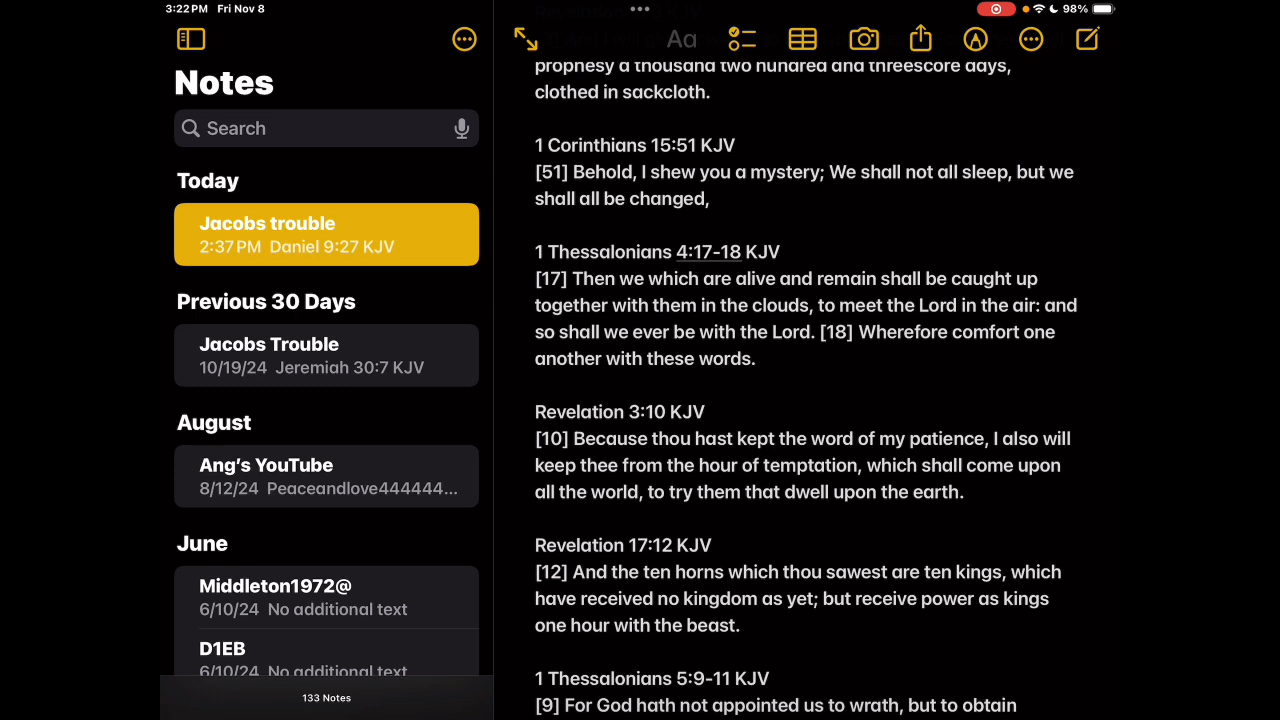 3:22 PM Fri Nov 8
98%
Notes
Search
Today
Jacobs trouble
2:37 PM Daniel 9:27 KJV
Previous 30 Days
Jacobs Trouble
10/19/24 Jeremiah 30:7 KJV
August
Ang’s YouTube
8/12/24 Peaceandlove444444...
June
Middleton1972@
6/10/24 No additional text
D1EB
6/10/24 No additional text
133 Notes
Aa
prophesy a thousand two hundred and threescore days,
clothed in sackcloth.
1 Corinthians 15:51 KJV
[51] Behold, I shew you a mystery; We shall not all sleep, but we
shall all be changed,
1 Thessalonians 4:17-18 KJV
[17] Then we which are alive and remain shall be caught up
together with them in the clouds, to meet the Lord in the air: and
so shall we ever be with the Lord. [18] Wherefore comfort one
another with these words.
Revelation 3:10 KJV
[10] Because thou hast kept the word of my patience, I also will
keep thee from the hour of temptation, which shall come upon
all the world, to try them that dwell upon the earth.
Revelation 17:12 KJV
[12] And the ten horns which thou sawest are ten kings, which
have received no kingdom as yet; but receive power as kings
one hour with the beast.
1 Thessalonians 5:9-11 KJV
[9] For God hath not appointed us to wrath, but to obtain